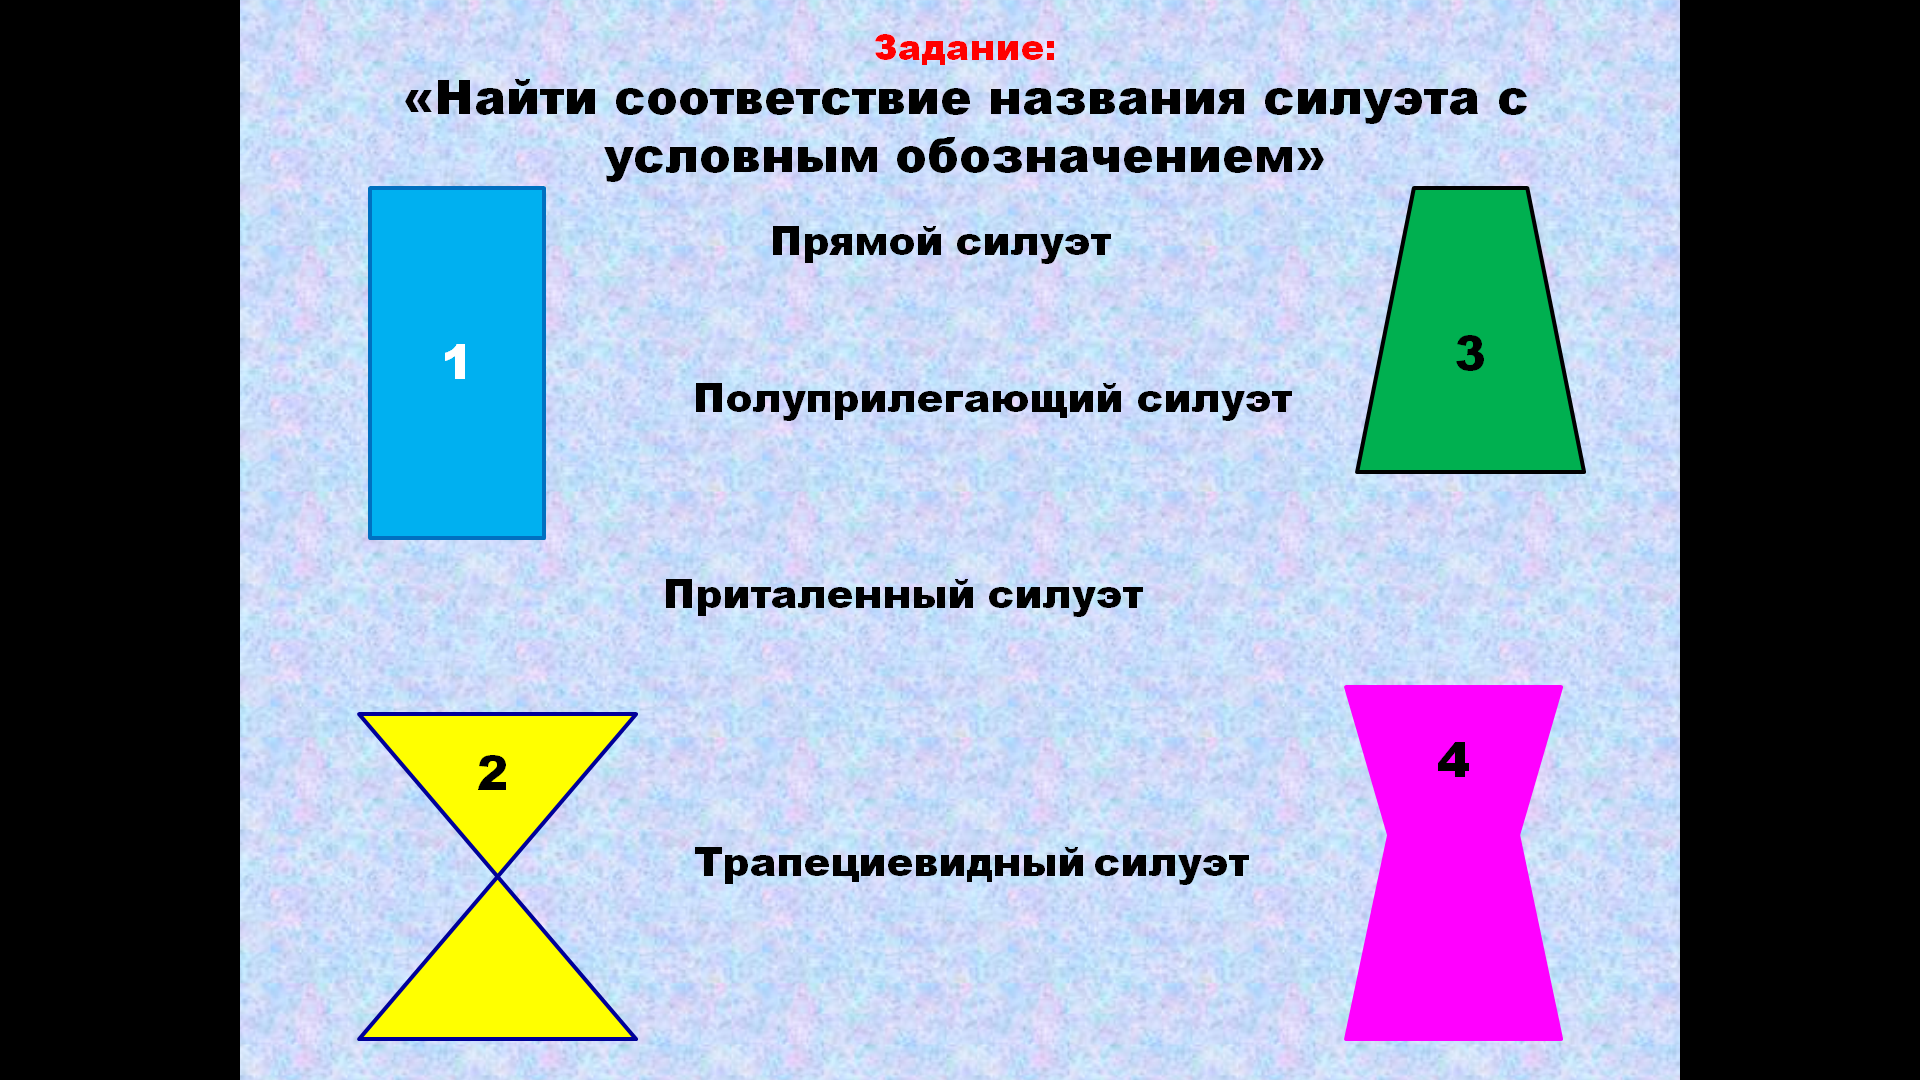 Задание:
«Найти соответствие названия силуэта с
условным обозначением»
Прямой силуэт
1
3
Полуприлегающий силуэт
Приталенный силуэт
2
4
Трапециевидный силуэт